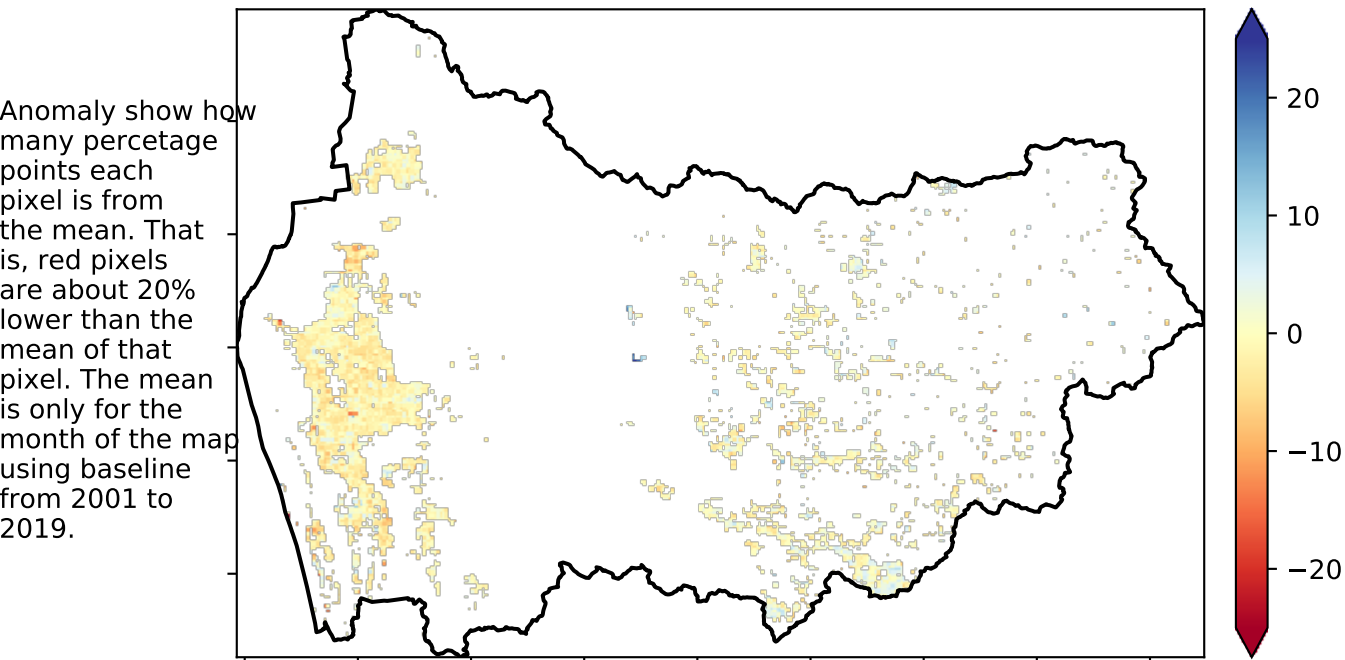 Anomaly show how
many percetage
points each
pixel is from
the mean. That
is, red pixels
are about 20%
lower than the
mean of that
pixel. The mean
is only for the
month of the map
using baseline
from 2001 to
2019.
20
10
0
−10
−20